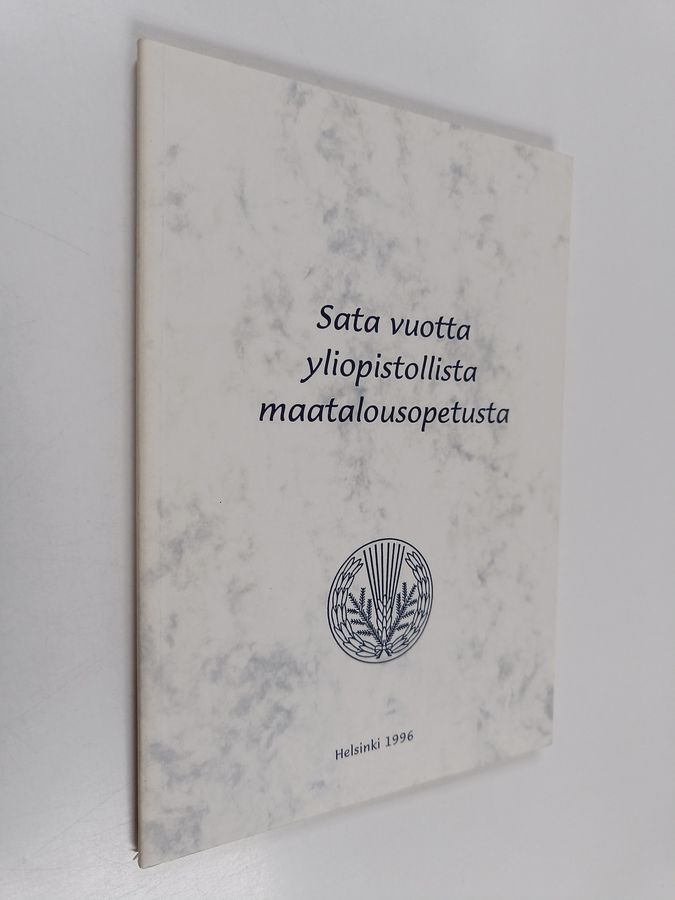 Sata vuotta
yliopistollista
maatalousopetusta
Helsinki 1996